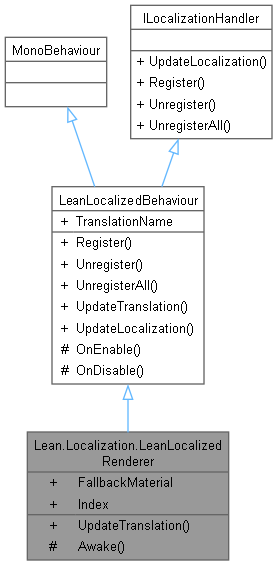 ILocalizationHandler
+ UpdateLocalization()
+ Register()
+ Unregister()
+ UnregisterAll()
MonoBehaviour
LeanLocalizedBehaviour
+ TranslationName
+ Register()
+ Unregister()
+ UnregisterAll()
+ UpdateTranslation()
+ UpdateLocalization()
# OnEnable()
# OnDisable()
Lean.Localization.LeanLocalized
Renderer
+ FallbackMaterial
+ Index
+ UpdateTranslation()
# Awake()